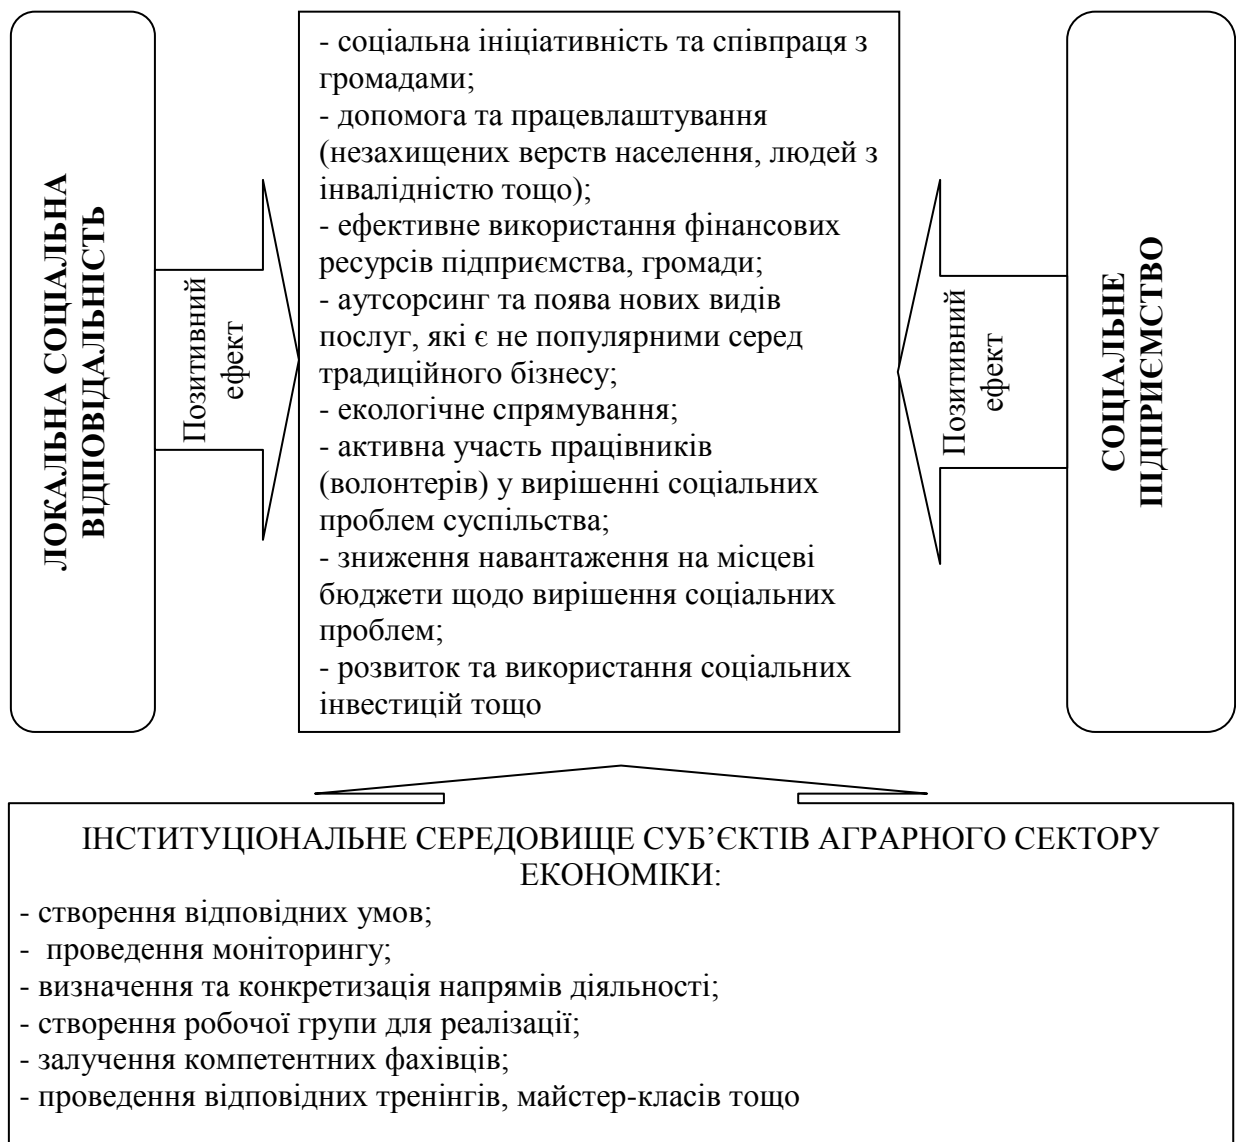 ЛОКАЛЬНА СОЦІАЛЬНА
ВІДПОВІДАЛЬНІСТЬ
Позитивний
ефект
- соціальна ініціативність та співпраця з
громадами;
- допомога та працевлаштування
(незахищених верств населення, людей з
інвалідністю тощо);
- ефективне використання фінансових
ресурсів підприємства, громади;
- аутсорсинг та поява нових видів
послуг, які є не популярними серед
традиційного бізнесу;
- екологічне спрямування;
- активна участь працівників
(волонтерів) у вирішенні соціальних
проблем суспільства;
- зниження навантаження на місцеві
бюджети щодо вирішення соціальних
проблем;
- розвиток та використання соціальних
інвестицій тощо
Позитивний
ефект
СОЦІАЛЬНЕ
ПІДПРИЄМСТВО
ІНСТИТУЦІОНАЛЬНЕ СЕРЕДОВИЩЕ СУБ’ЄКТІВ АГРАРНОГО СЕКТОРУ
ЕКОНОМІКИ:
- створення відповідних умов;
- проведення моніторингу;
- визначення та конкретизація напрямів діяльності;
- створення робочої групи для реалізації;
- залучення компетентних фахівців;
- проведення відповідних тренінгів, майстер-класів тощо